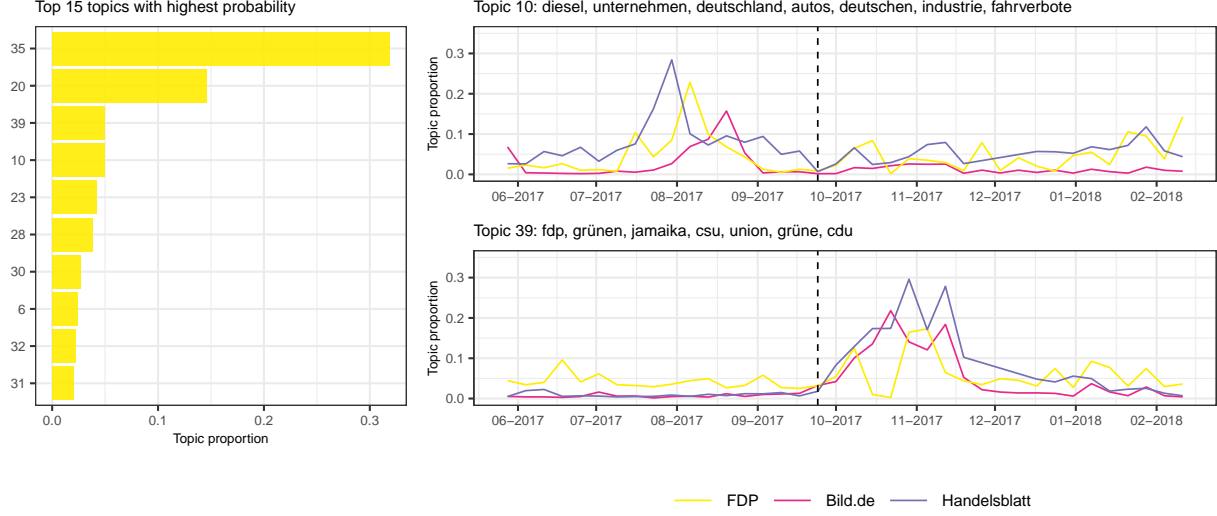 Top 15 topics with highest probability
35
20
39
10
23
28
30
6
32
31
0.0 0.1 0.2 0.3
Topic proportion
Topic 10: diesel, unternehmen, deutschland, autos, deutschen, industrie, fahrverbote
Topic proportion
0.3
0.2
0.1
0.0
06–2017 07–2017 08–2017 09–2017 10–2017 11–2017 12–2017 01–2018 02–2018
Topic 39: fdp, grünen, jamaika, csu, union, grüne, cdu
Topic proportion
0.3
0.2
0.1
0.0
06–2017 07–2017 08–2017 09–2017 10–2017 11–2017 12–2017 01–2018 02–2018
FDP Bild.de Handelsblatt